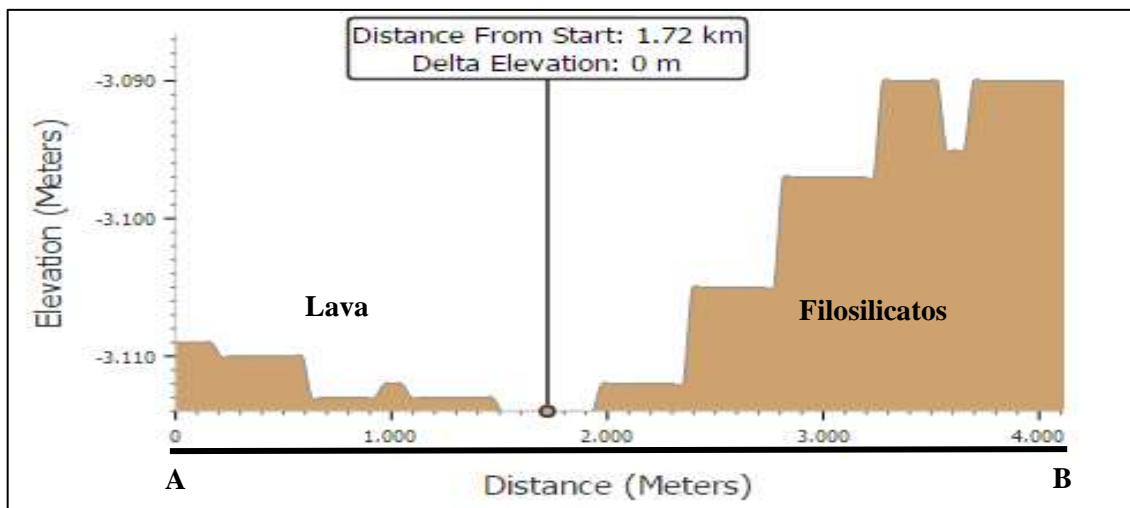 Distance From Start: 1.72 km
Delta Elevation: 0 m
Elevation (Meters)
-3.090
-3.100
-3.110
Lava
Filosilicatos
0 1.000 2.000 3.000 4.000
A B
Distance (Meters)